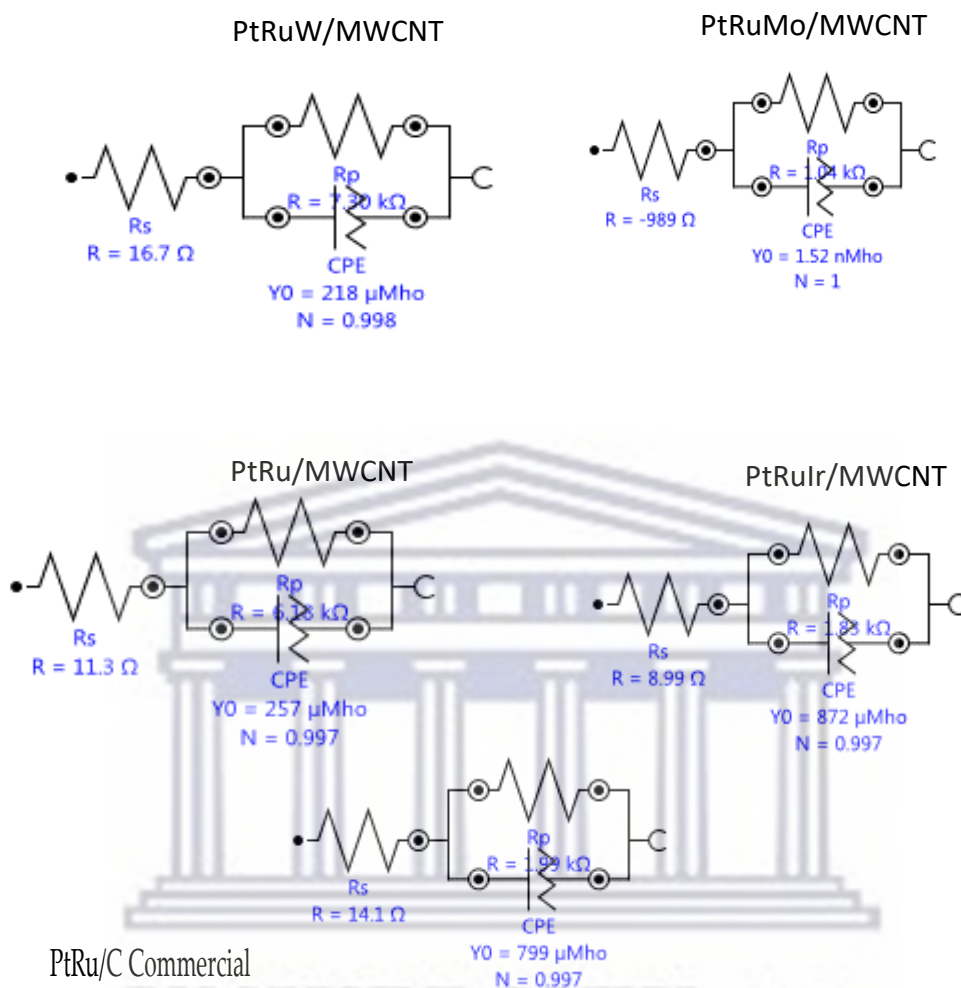 PtRuW/MWCNT
Rp
R = 7.30 kΩ
Rs
R = 16.7 Ω
CPE
Y0 = 218 µMho
N = 0.998
PtRuMo/MWCNT
Rp
R = 1.04 kΩ
Rs
R = -989 Ω
CPE
Y0 = 1.52 nMho
N = 1
PtRu/MWCNT
Rp
R = 6.18 kΩ
Rs
R = 11.3 Ω
CPE
Y0 = 257 µMho
N = 0.997
PtRuIr/MWCNT
Rp
R = 1.83 kΩ
Rs
R = 8.99 Ω
CPE
Y0 = 872 µMho
N = 0.997
Rp
R = 1.99 kΩ
Rs
R = 14.1 Ω
CPE
Y0 = 799 µMho
N = 0.997
PtRu/C Commercial